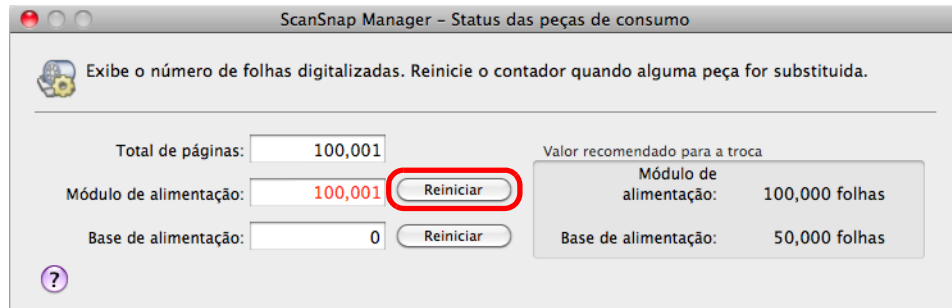 ScanSnap Manager – Status das peças de consumo
Exibe o número de folhas digitalizadas. Reinicie o contador quando alguma peça for substituida.
Total de páginas: 100,001
Módulo de alimentação: 100,001 Reiniciar
Base de alimentação: 0 Reiniciar
Valor recomendado para a troca
Módulo de
alimentação: 100,000 folhas
Base de alimentação: 50,000 folhas
?